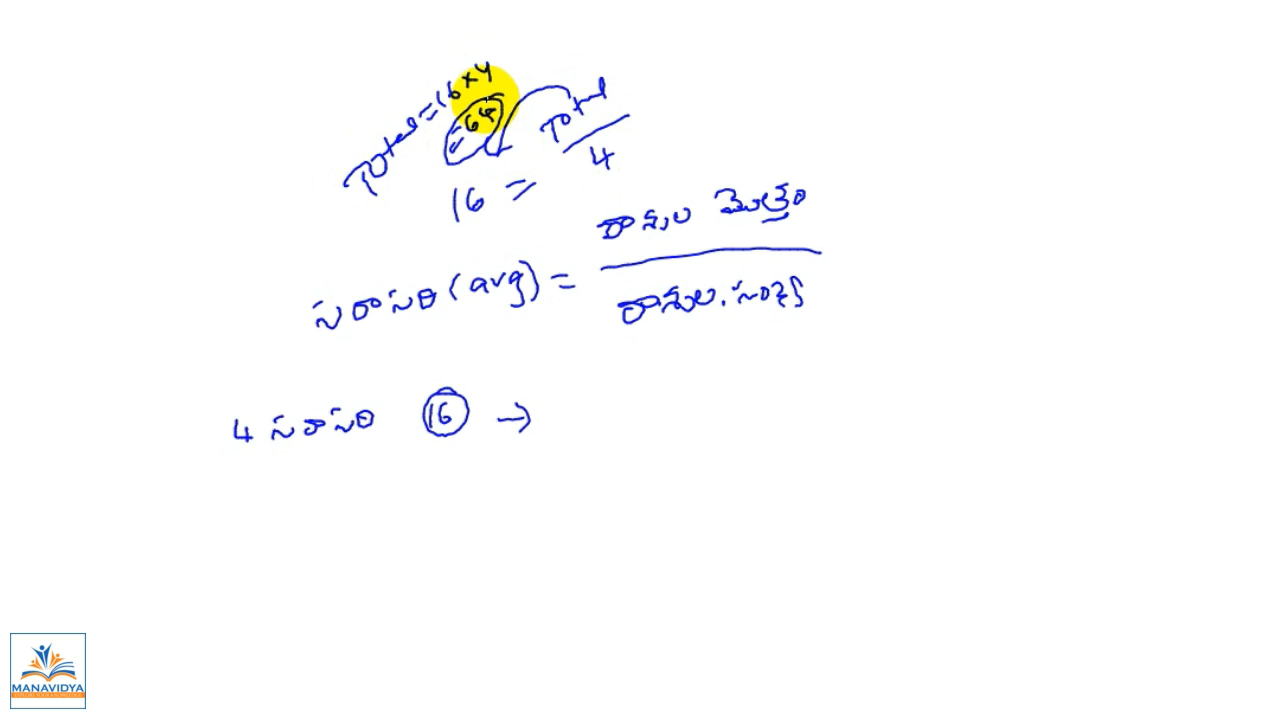 Total = 16 x 4
= 64
16 = Total
4
సరాసరి (avg) = రాశుల మొత్తం
రాశుల. సంఖ్య
4 సరాసరి 16 →
MANAVIDYA